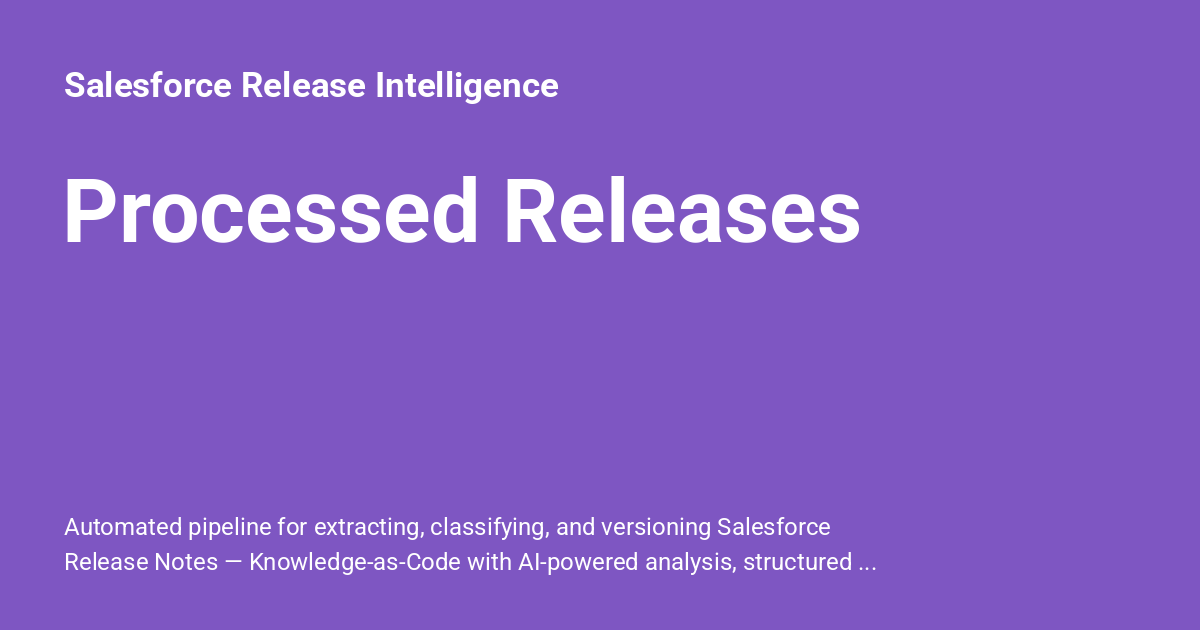 Salesforce Release Intelligence
Processed Releases
Automated pipeline for extracting, classifying, and versioning Salesforce
Release Notes — Knowledge-as-Code with AI-powered analysis, structured ...